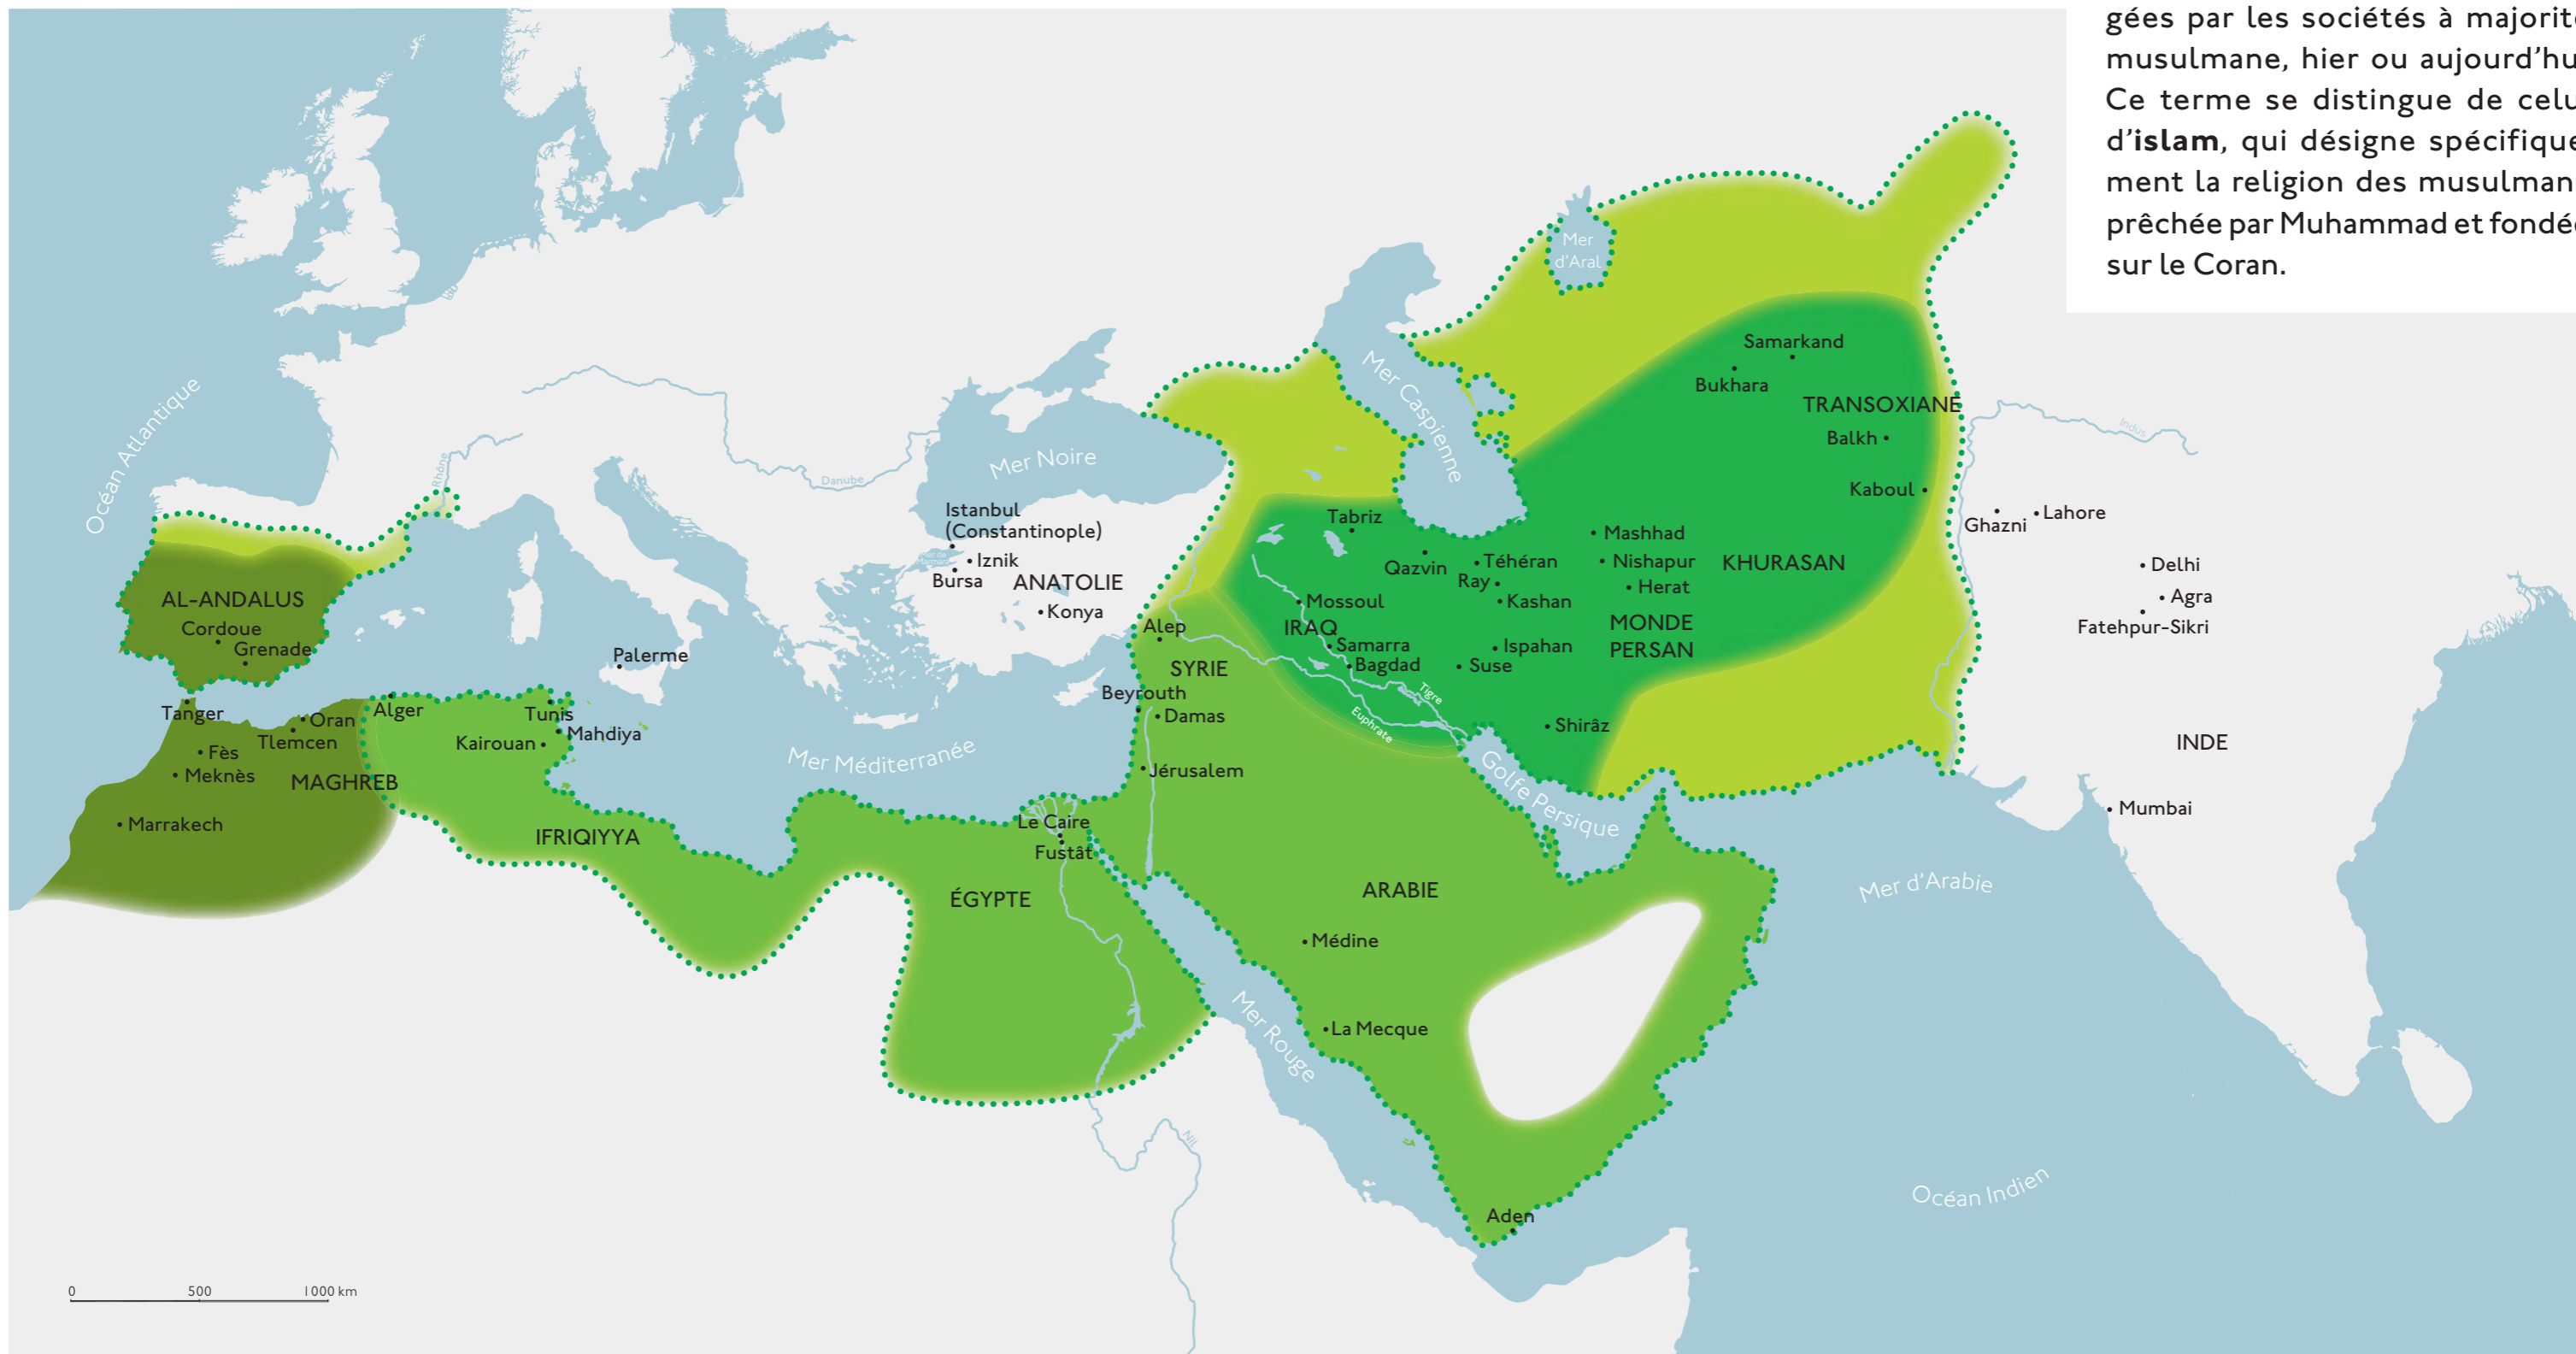 gées par les sociétés à majorité
musulmane, hier ou aujourd'hu
Ce terme se distingue de celu
d'islam, qui désigne spécifique
ment la religion des musulman
prêchée par Muhammad et fondée
sur le Coran.
Mer
d'Aral
Samarkand
Bukhara
TRANSOXIANE
Balkh
Kaboul
Mer Caspienne
Océan Atlantique
Rhône
Danube
Mer Noire
Indus
Istanbul
(Constantinople)
Iznik
Bursa
ANATOLIE
Konya
Tabriz
Qazvin
Téhéran
Ray
Kashan
Mashhad
Nishapur
Herat
KHURASAN
MONDE
PERSAN
Ghazni
Lahore
Delhi
Agra
Fatehpur-Sikri
AL-ANDALUS
Cordoue
Grenade
Palerme
Alep
SYRIE
Mossoul
IRAQ
Samarra
Bagdad
Ispahan
Suse
Tigre
Euphrate
Shirâz
Beyrouth
Damas
Jérusalem
Tanger
Oran
Alger
Tlemcen
Fès
Meknès
MAGHREB
Marrakech
Tunis
Mahdiya
Kairouan
IFRIQIYYA
Mer Méditerranée
Golfe Persique
INDE
Mumbai
Le Caire
Fustât
ÉGYPTE
ARABIE
Médine
La Mecque
Mer Rouge
Mer d'Arabie
Nil
Aden
Océan Indien
0 500 1000 km